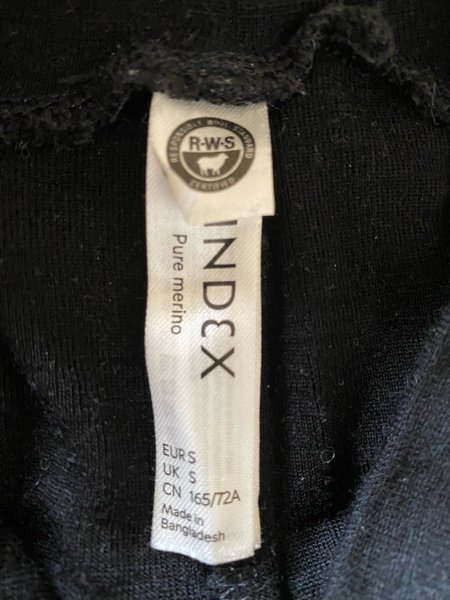 RESPONSIBLE WOOL STANDARD
R·W·S
CERTIFIED
INDEX
Pure merino
EUR S
UK S
CN 165/72A
Made in
Bangladesh